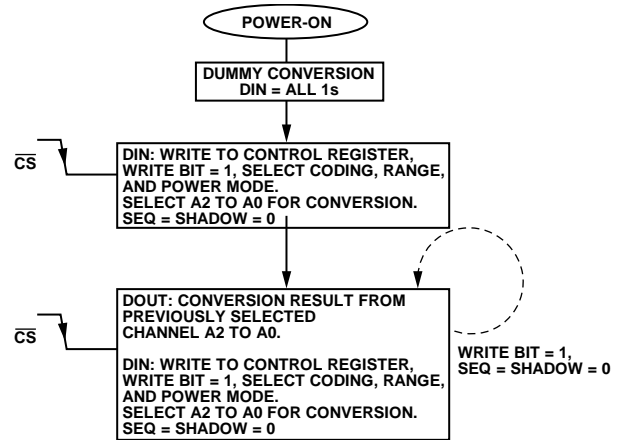 POWER-ON
DUMMY CONVERSION
DIN = ALL 1s
CS
DIN: WRITE TO CONTROL REGISTER,
WRITE BIT = 1, SELECT CODING, RANGE,
AND POWER MODE.
SELECT A2 TO A0 FOR CONVERSION.
SEQ = SHADOW = 0
CS
DOUT: CONVERSION RESULT FROM
PREVIOUSLY SELECTED
CHANNEL A2 TO A0.
DIN: WRITE TO CONTROL REGISTER,
WRITE BIT = 1, SELECT CODING, RANGE,
AND POWER MODE.
SELECT A2 TO A0 FOR CONVERSION.
SEQ = SHADOW = 0
WRITE BIT = 1,
SEQ = SHADOW = 0